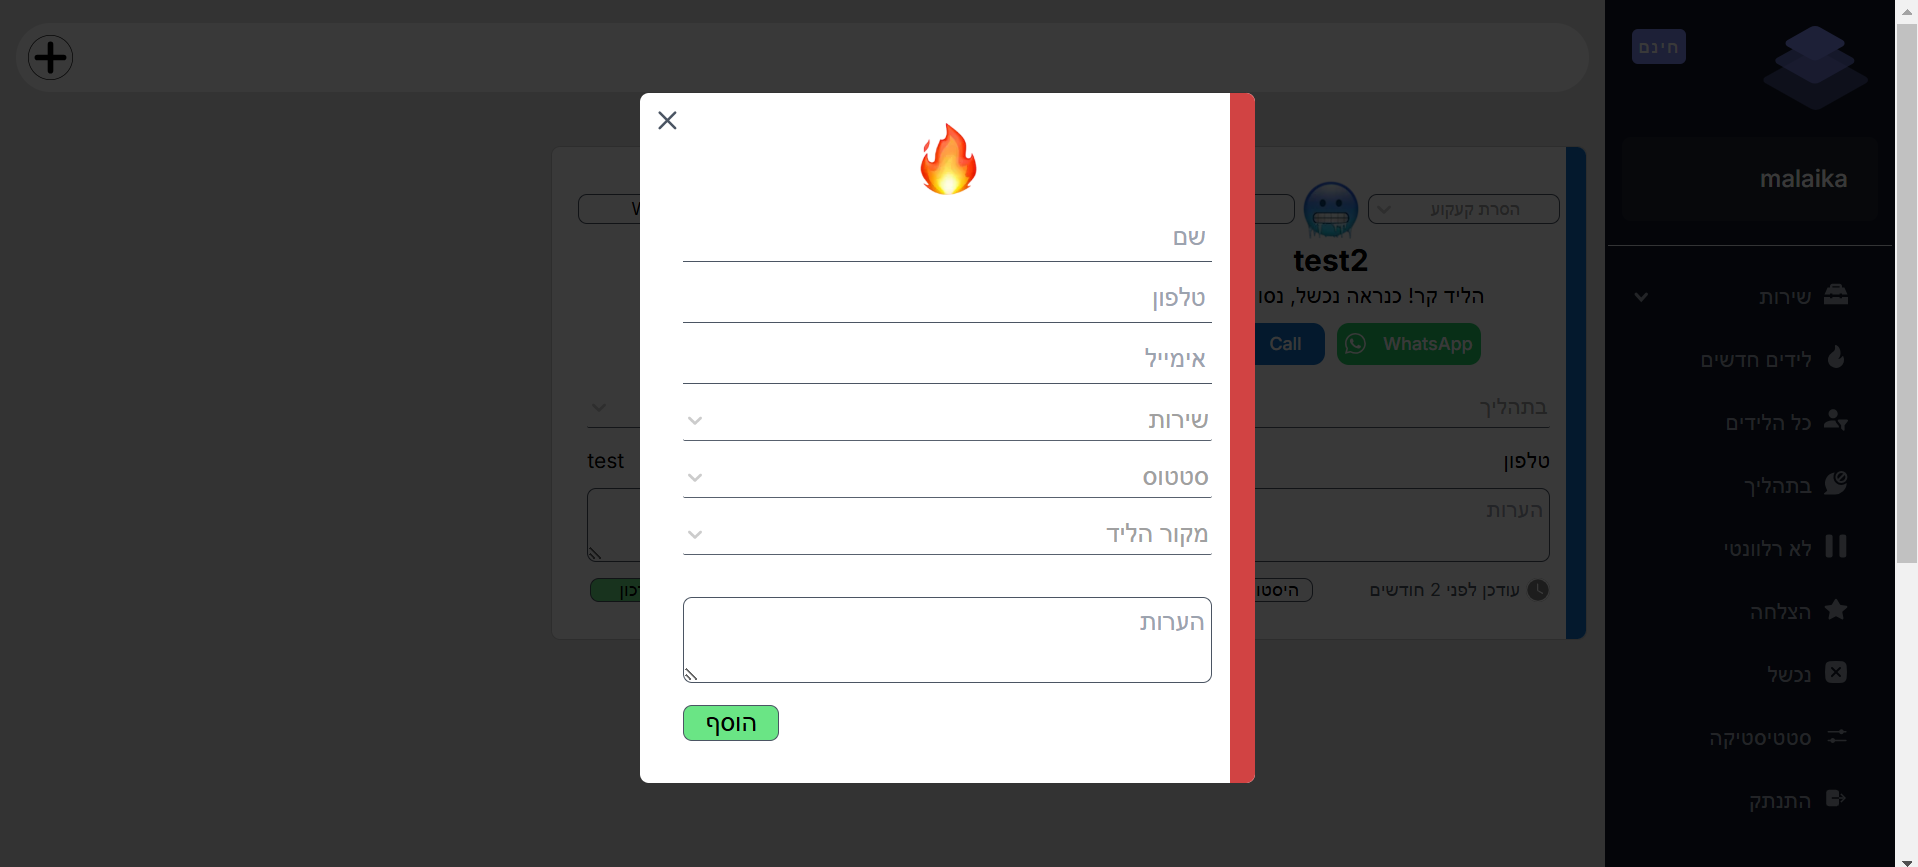 חינם
malaika
שירות
לידים חדשים
כל הלידים
בתהליך
לא רלוונטי
הצלחה
נכשל
סטטיסטיקה
התנתק
הסרת קעקוע
test2
הליד קר! כנראה נכשל, נסו
WhatsApp
Call
בתהליך
טלפון
test
הערות
עודכן לפני 2 חודשים
שם
טלפון
אימייל
שירות
סטטוס
מקור הליד
הערות
הוסף